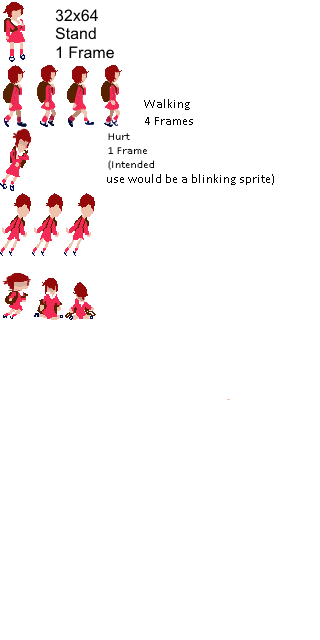 32x64
Stand
1 Frame
Walking
4 Frames
Hurt
1 Frame
(Intended
use would be a blinking sprite)